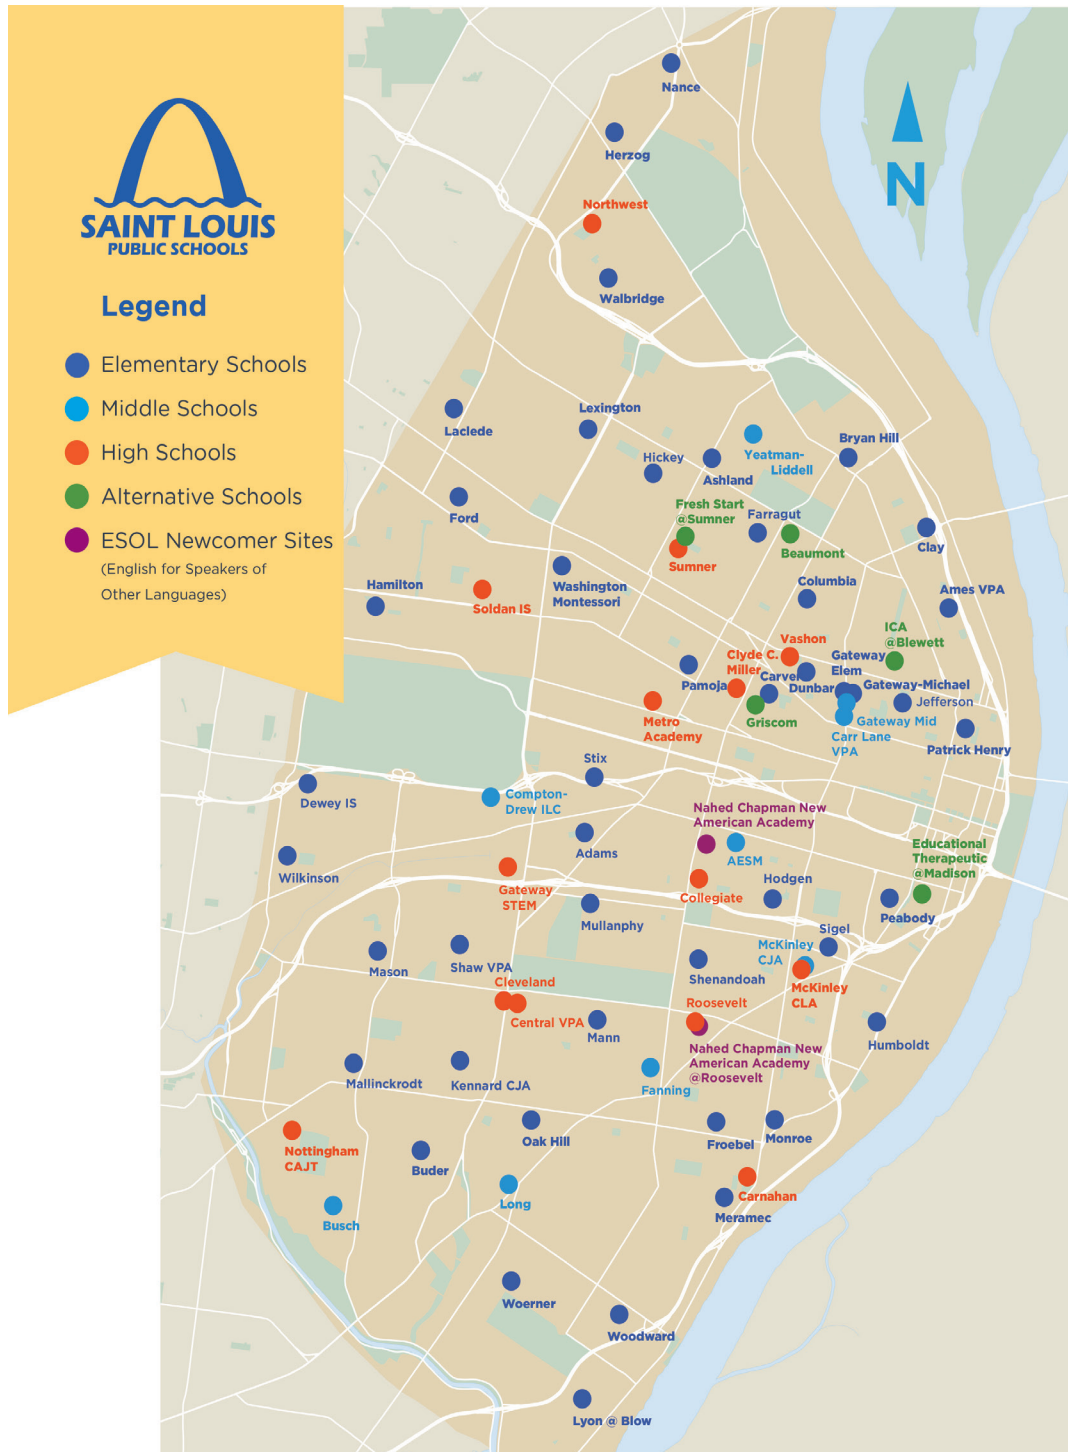 SAINT LOUIS
PUBLIC SCHOOLS
Legend
Elementary Schools
Middle Schools
High Schools
Alternative Schools
ESOL Newcomer Sites
(English for Speakers of
Other Languages)
N
Nance
Herzog
Northwest
Walbridge
Lexington
Laclede
Bryan Hill
Yeatman-
Liddell
Hickey
Ashland
Fresh Start
@Sumner
Farragut
Ford
Beaumont
Clay
Sumner
Hamilton
Washington
Montessori
Columbia
Ames VPA
Soldan IS
ICA
@Blewett
Vashon
Clyde C.
Miller
Gateway
Elem
Pamoja
Carver
Dunbar
Gateway-Michael
Jefferson
Metro
Academy
Griscom
Gateway Mid
Carr Lane
VPA
Patrick Henry
Stix
Dewey IS
Compton-
Drew ILC
Nahed Chapman New
American Academy
Adams
AESM
Educational
Therapeutic
@Madison
Wilkinson
Gateway
STEM
Hodgen
Collegiate
Mullanphy
Peabody
Sigel
McKinley
CJA
Mason
Shaw VPA
Shenandoah
Cleveland
McKinley
CLA
Roosevelt
Central VPA
Mann
Humboldt
Nahed Chapman New
American Academy
@Roosevelt
Mallinckrodt
Kennard CJA
Fanning
Oak Hill
Froebel
Monroe
Nottingham
CAJT
Buder
Carnahan
Long
Meramec
Busch
Woerner
Woodward
Lyon @ Blow